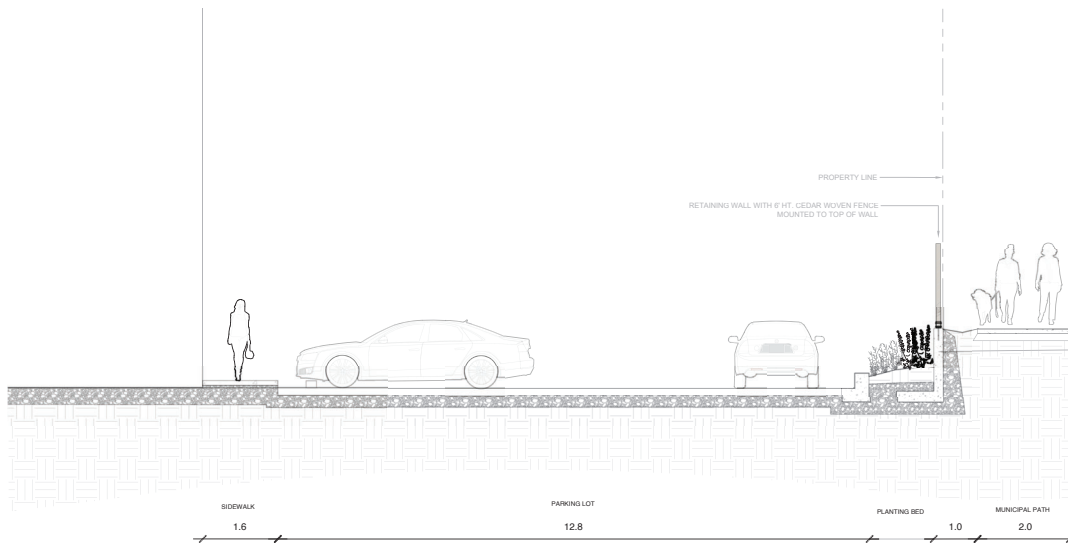 PROPERTY LINE
RETAINING WALL WITH 6' HT. CEDAR WOVEN FENCE
MOUNTED TO TOP OF WALL
SIDEWALK
PARKING LOT
PLANTING BED
MUNICIPAL PATH
1.6
12.8
1.0
2.0